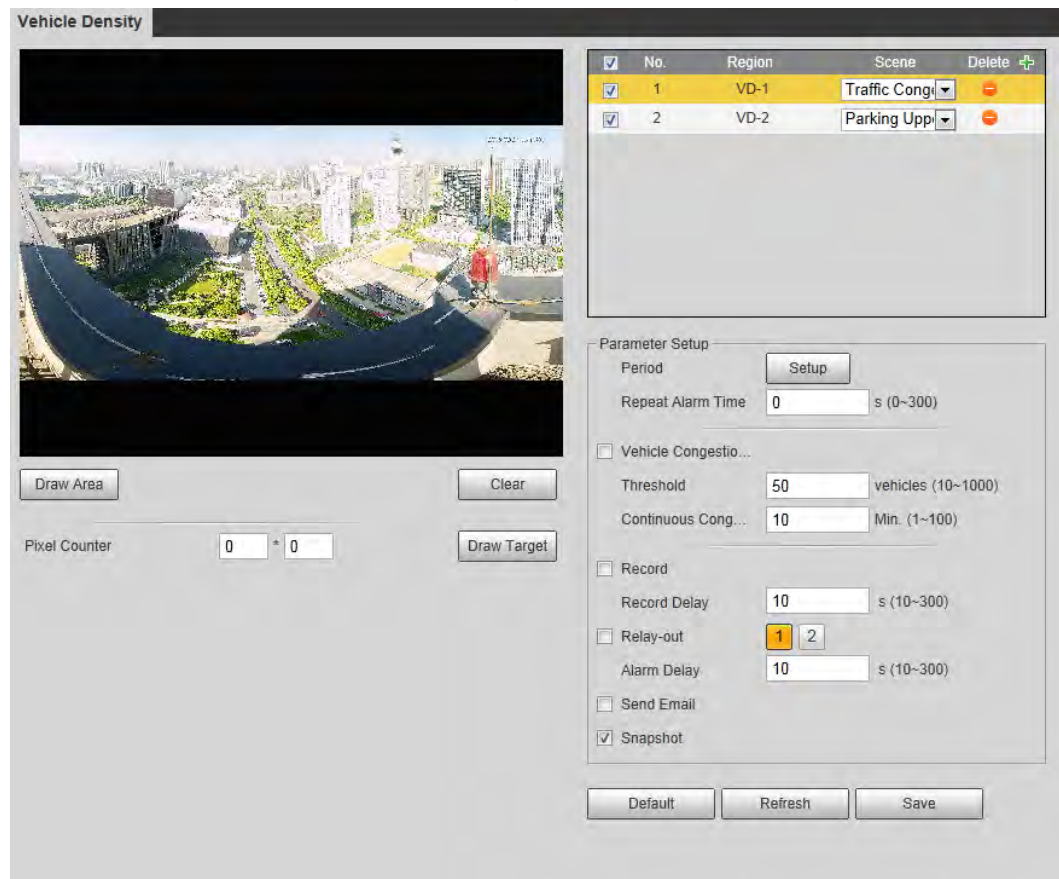 Vehicle Density
No. Region Scene Delete
1 VD-1 Traffic Cong
2 VD-2 Parking Upp
Draw Area Clear
Pixel Counter 0 * 0 Draw Target
Parameter Setup
Period Setup
Repeat Alarm Time 0 s (0~300)
Vehicle Congestio...
Threshold 50 vehicles (10~1000)
Continuous Cong... 10 Min. (1~100)
Record
Record Delay 10 s (10~300)
Relay-out 1 2
Alarm Delay 10 s (10~300)
Send Email
Snapshot
Default Refresh Save